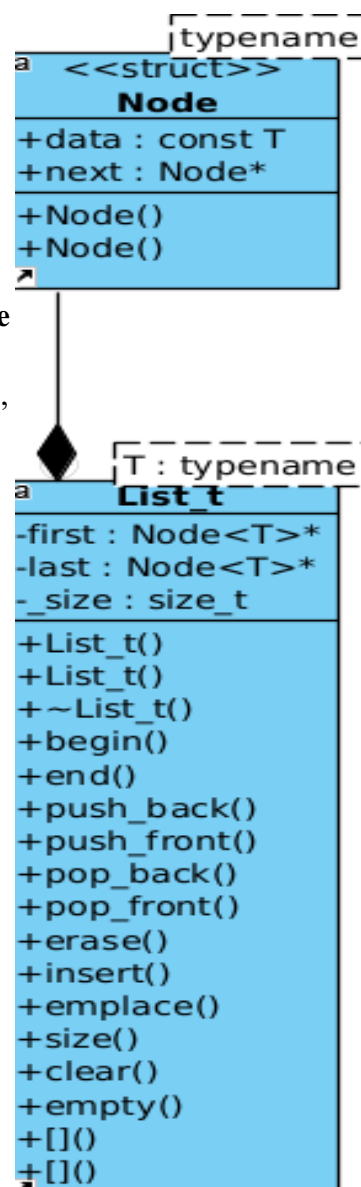 typename
a
<<struct>>
Node
+data : const T
+next : Node*
+Node()
+Node()
e
,
T : typename
a
List_t
-first : Node<T>*
-last : Node<T>*
-_size : size_t
+List_t()
+List_t()
+~List_t()
+begin()
+end()
+push_back()
+push_front()
+pop_back()
+pop_front()
+erase()
+insert()
+emplace()
+size()
+clear()
+empty()
+[]()
+[]()